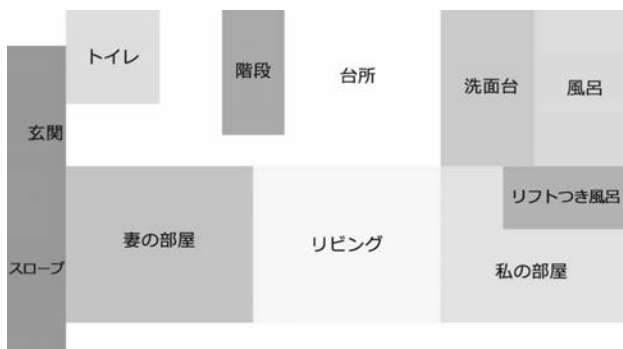 トイレ
階段
台所
洗面台
風呂
玄関
リフトつき風呂
妻の部屋
リビング
スロープ
私の部屋